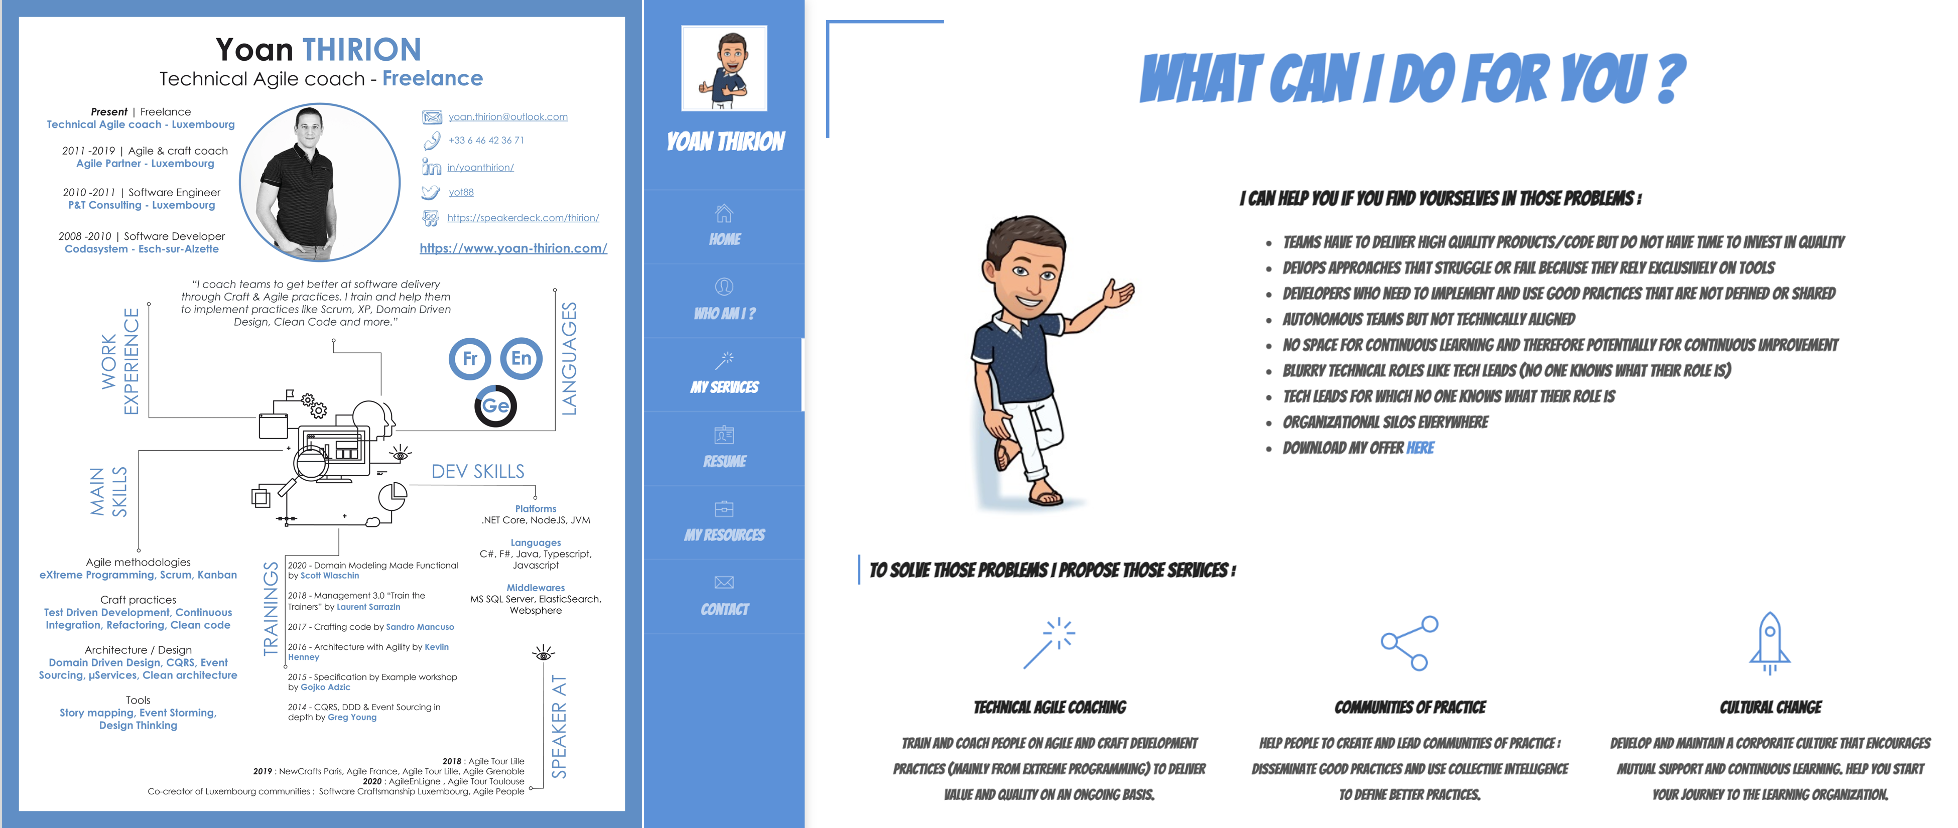 Yoan THIRION
Technical Agile coach - Freelance
Present | Freelance
Technical Agile coach - Luxembourg
2011 -2019 | Agile & craft coach
Agile Partner - Luxembourg
2010 -2011 | Software Engineer
P&T Consulting - Luxembourg
2008 -2010 | Software Developer
Codasystem - Esch-sur-Alzette
yoan.thirion@outlook.com
+33 6 46 42 36 71
in/yoanthirion/
yot88
https://speakerdeck.com/thirion/
https://www.yoan-thirion.com/
"I coach teams to get better at software delivery
through Craft & Agile practices. I train and help them
to implement practices like Scrum, XP, Domain Driven
Design, Clean Code and more."
WORK
EXPERIENCE
LANGUAGES
Fr
En
Ge
MAIN
SKILLS
DEV SKILLS
Platforms
.NET Core, NodeJS, JVM
Languages
C#, F#, Java, Typescript,
Javascript
Middlewares
MS SQL Server, ElasticSearch,
Websphere
Agile methodologies
eXtreme Programming, Scrum, Kanban
Craft practices
Test Driven Development, Continuous
Integration, Refactoring, Clean code
Architecture / Design
Domain Driven Design, CQRS, Event
Sourcing, µServices, Clean architecture
Tools
Story mapping, Event Storming,
Design Thinking
TRAININGS
2020 - Domain Modeling Made Functional
by Scott Wlaschin
2018 - Management 3.0 "Train the
Trainers" by Laurent Sarrazin
2017 - Crafting code by Sandro Mancuso
2016 - Architecture with Agility by Kevlin
Henney
2015 - Specification by Example workshop
by Gojko Adzic
2014 - CQRS, DDD & Event Sourcing in
depth by Greg Young
SPEAKER AT
2018 : Agile Tour Lille
2019 : NewCrafts Paris, Agile France, Agile Tour Lille, Agile Grenoble
2020 : AgileEnLigne , Agile Tour Toulouse
Co-creator of Luxembourg communities : Software Craftsmanship Luxembourg, Agile People
YOAN THIRION
HOME
WHO AM I ?
MY SERVICES
RESUME
MY RESOURCES
CONTACT
WHAT CAN I DO FOR YOU ?
I CAN HELP YOU IF YOU FIND YOURSELVES IN THOSE PROBLEMS :
• TEAMS HAVE TO DELIVER HIGH QUALITY PRODUCTS/CODE BUT DO NOT HAVE TIME TO INVEST IN QUALITY
• DEVOPS APPROACHES THAT STRUGGLE OR FAIL BECAUSE THEY RELY EXCLUSIVELY ON TOOLS
• DEVELOPERS WHO NEED TO IMPLEMENT AND USE GOOD PRACTICES THAT ARE NOT DEFINED OR SHARED
• AUTONOMOUS TEAMS BUT NOT TECHNICALLY ALIGNED
• NO SPACE FOR CONTINUOUS LEARNING AND THEREFORE POTENTIALLY FOR CONTINUOUS IMPROVEMENT
• BLURRY TECHNICAL ROLES LIKE TECH LEADS (NO ONE KNOWS WHAT THEIR ROLE IS)
• TECH LEADS FOR WHICH NO ONE KNOWS WHAT THEIR ROLE IS
• ORGANIZATIONAL SILOS EVERYWHERE
• DOWNLOAD MY OFFER HERE
TO SOLVE THOSE PROBLEMS I PROPOSE THOSE SERVICES :
TECHNICAL AGILE COACHING
TRAIN AND COACH PEOPLE ON AGILE AND CRAFT DEVELOPMENT
PRACTICES (MAINLY FROM EXTREME PROGRAMMING) TO DELIVER
VALUE AND QUALITY ON AN ONGOING BASIS.
COMMUNITIES OF PRACTICE
HELP PEOPLE TO CREATE AND LEAD COMMUNITIES OF PRACTICE :
DISSEMINATE GOOD PRACTICES AND USE COLLECTIVE INTELLIGENCE
TO DEFINE BETTER PRACTICES.
CULTURAL CHANGE
DEVELOP AND MAINTAIN A CORPORATE CULTURE THAT ENCOURAGES
MUTUAL SUPPORT AND CONTINUOUS LEARNING. HELP YOU START
YOUR JOURNEY TO THE LEARNING ORGANIZATION.